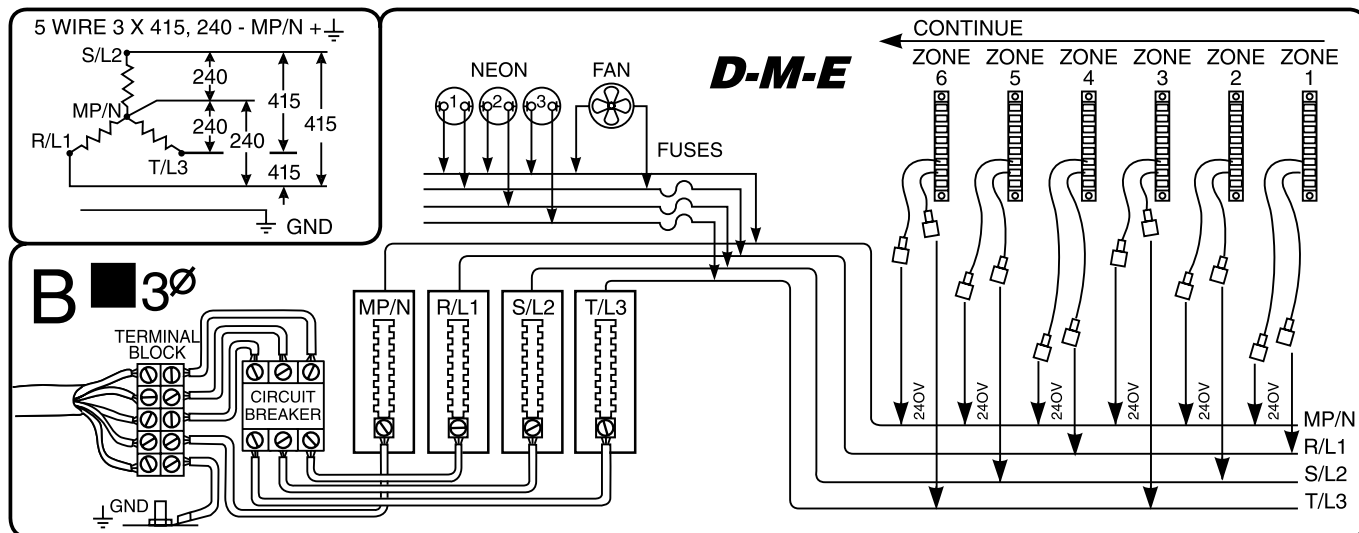 5 WIRE 3 X 415, 240 - MP/N +
S/L2
240
415
415
MP/N
240
240
R/L1
T/L3
415
GND
NEON
FAN
1
2
3
FUSES
D-M-E
CONTINUE
ZONE 6
ZONE 5
ZONE 4
ZONE 3
ZONE 2
ZONE 1
B 3Ø
TERMINAL
BLOCK
CIRCUIT
BREAKER
GND
MP/N
R/L1
S/L2
T/L3
24OV
24OV
24OV
24OV
24OV
24OV
MP/N
R/L1
S/L2
T/L3